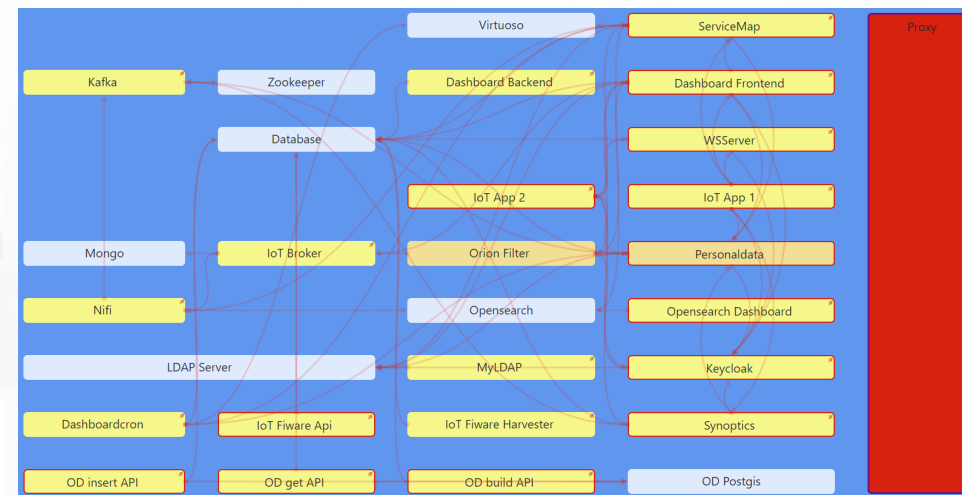 Virtuoso
ServiceMap
Proxy
Kafka
Zookeeper
Dashboard Backend
Dashboard Frontend
Database
WSServer
IoT App 2
IoT App 1
Mongo
IoT Broker
Orion Filter
Personaldata
Nifi
Opensearch
Opensearch Dashboard
LDAP Server
MyLDAP
Keycloak
Dashboardcron
IoT Fiware Api
IoT Fiware Harvester
Synoptics
OD insert API
OD get API
OD build API
OD Postgis